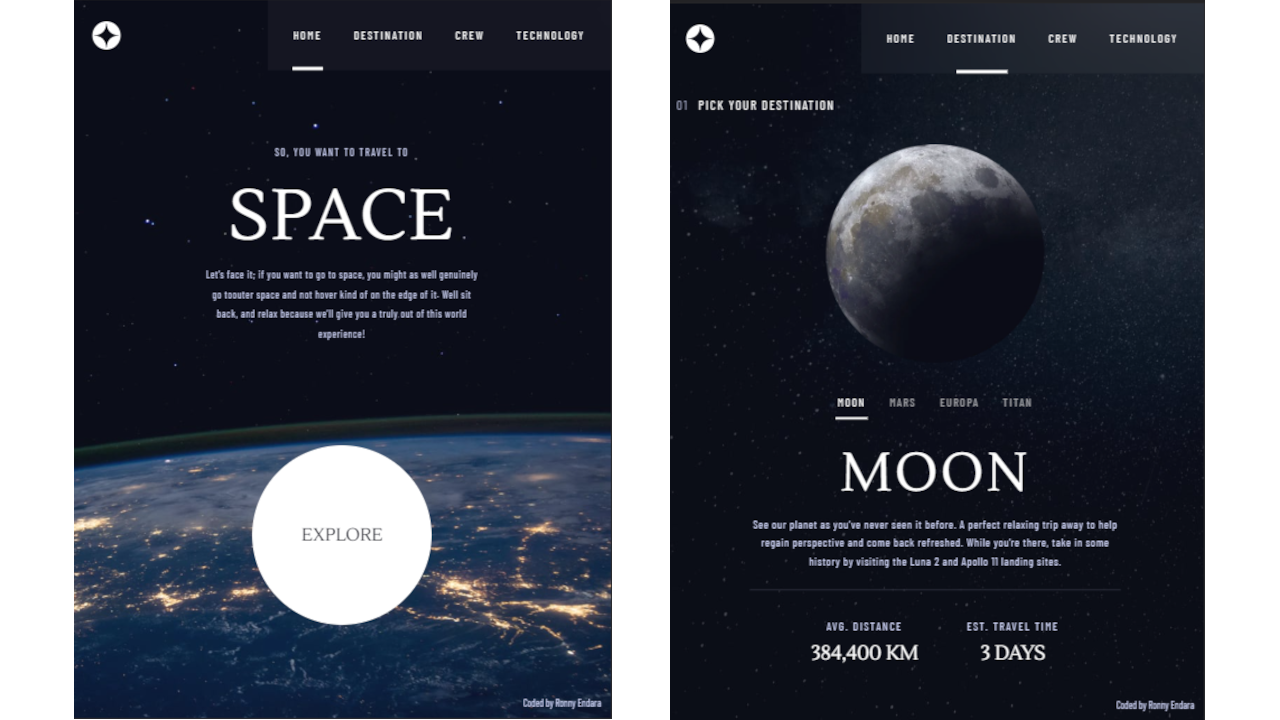 HOME DESTINATION CREW TECHNOLOGY
SO, YOU WANT TO TRAVEL TO
SPACE
Let's face it; if you want to go to space, you might as well genuinely
go toouter space and not hover kind of on the edge of it. Well sit
back, and relax because we'll give you a truly out of this world
experience!
EXPLORE
Coded by Ronny Endara
HOME DESTINATION CREW TECHNOLOGY
01 PICK YOUR DESTINATION
MOON MARS EUROPA TITAN
MOON
See our planet as you've never seen it before. A perfect relaxing trip away to help
regain perspective and come back refreshed. While you're there, take in some
history by visiting the Luna 2 and Apollo 11 landing sites.
AVG. DISTANCE EST. TRAVEL TIME
384,400 KM 3 DAYS
Coded by Ronny Endara